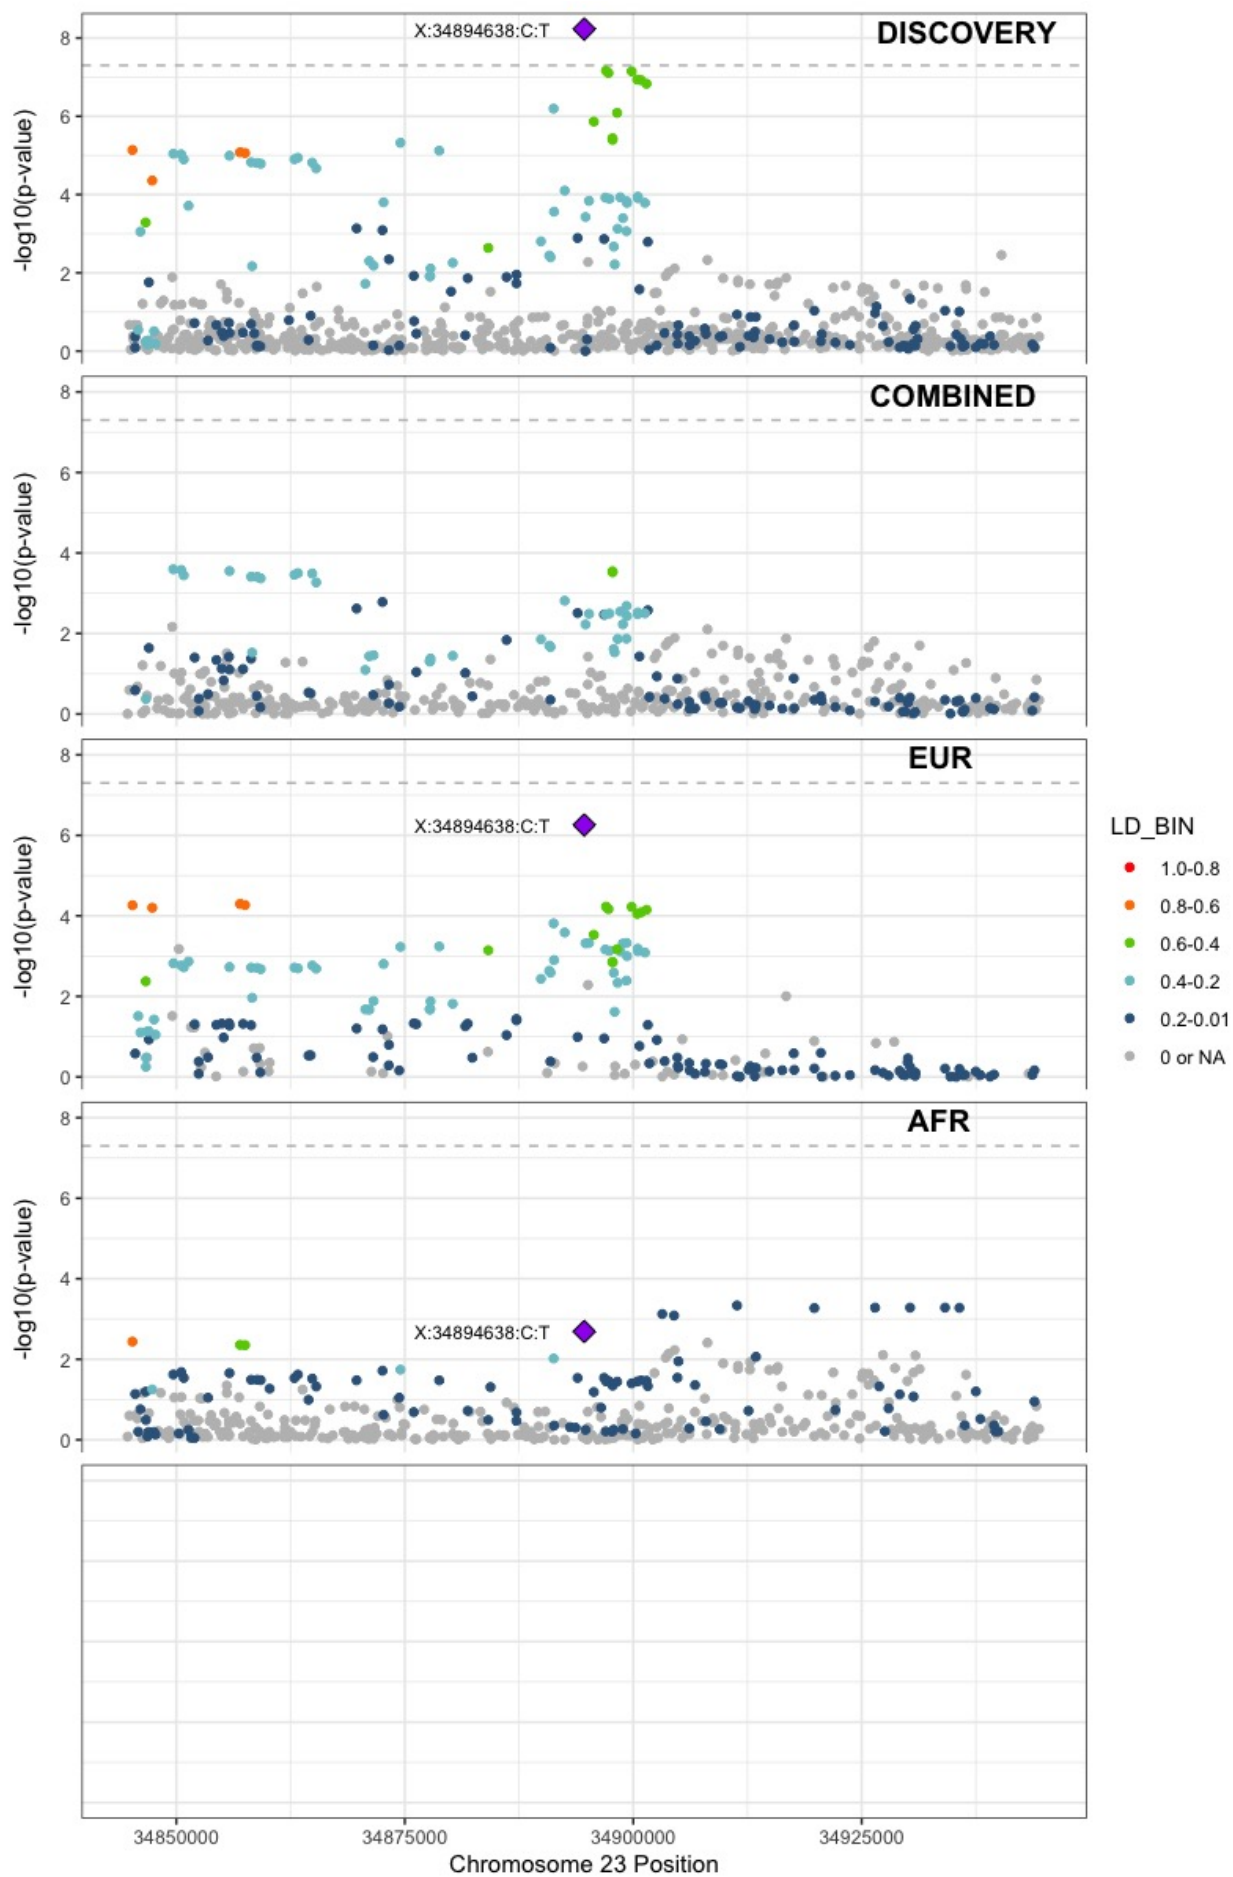 X:34894638:C:T
DISCOVERY
8
6
4
2
0
-log10(p-value)
COMBINED
8
6
4
2
0
-log10(p-value)
EUR
8
X:34894638:C:T
6
4
2
0
-log10(p-value)
LD_BIN
1.0-0.8
0.8-0.6
0.6-0.4
0.4-0.2
0.2-0.01
0 or NA
AFR
8
6
4
X:34894638:C:T
2
0
-log10(p-value)
34850000 34875000 34900000 34925000
Chromosome 23 Position